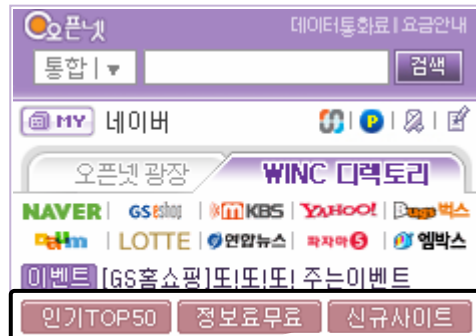 오픈넷 데이터통화료|요금안내
통합|▼ 검색
MY 네이버 P
오픈넷 광장 WINC 디렉토리
NAVER | GS eshop | m KBS | YAHOO! | Bugs 벅스
Daum | LOTTE | 연합뉴스 | 파자마5 | 엠박스
이벤트 [GS홈쇼핑]또!또!또! 주는이벤트
인기TOP50 정보료무료 신규사이트